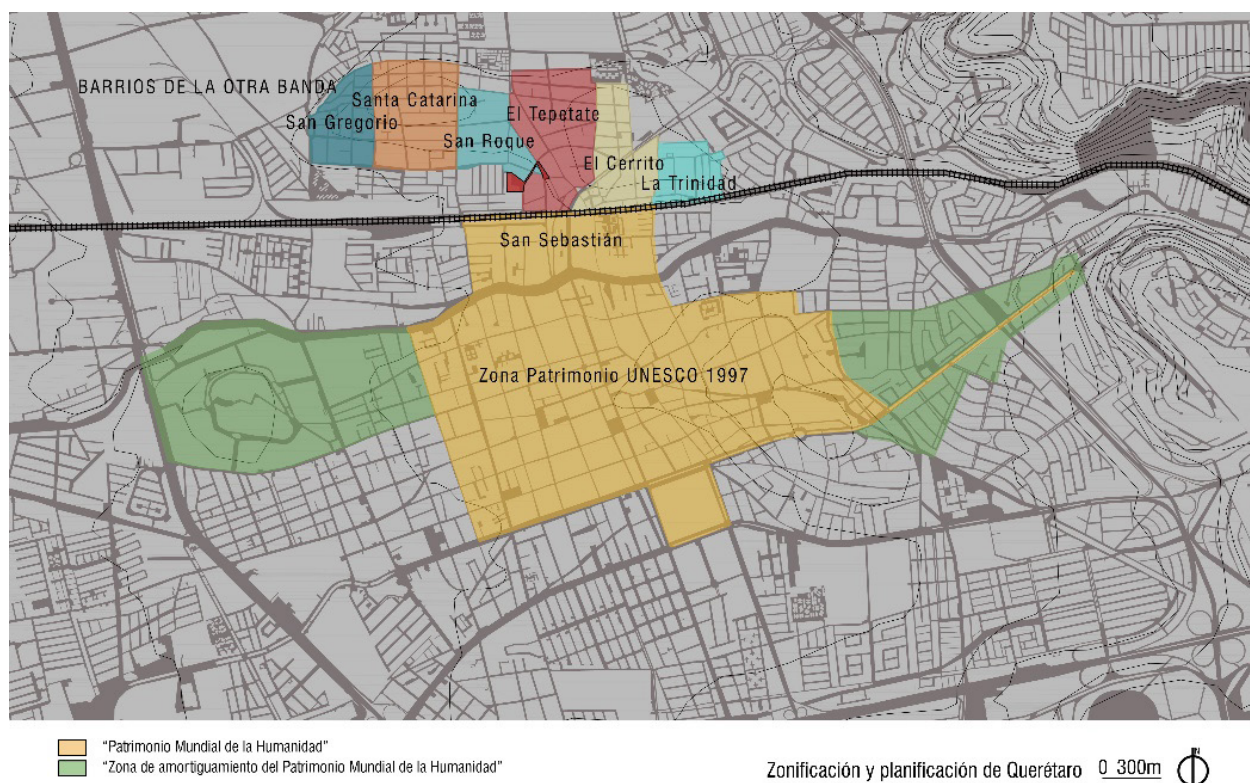 BARRIOS DE LA OTRA BANDA
Santa Catarina
San Gregorio
El Tepetate
San Roque
El Cerrito
La Trinidad
San Sebastián
Zona Patrimonio UNESCO 1997
"Patrimonio Mundial de la Humanidad"
"Zona de amortiguamiento del Patrimonio Mundial de la Humanidad"
Zonificación y planificación de Querétaro 0 300m N